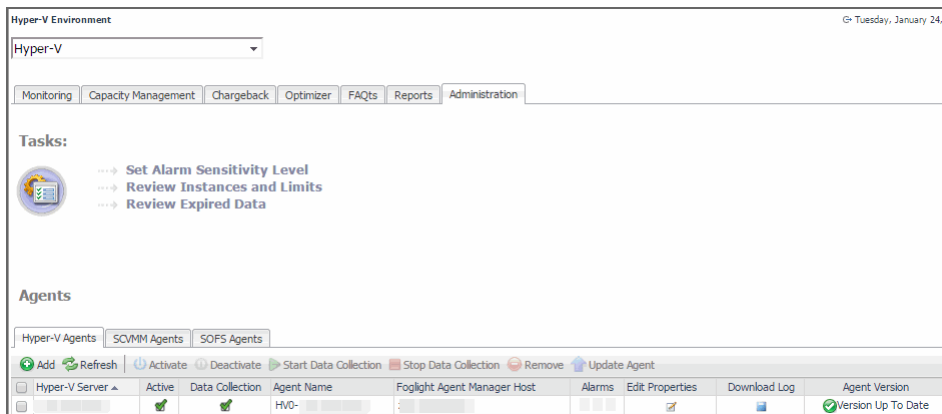 Hyper-V Environment Tuesday, January 24,
Hyper-V
Monitoring Capacity Management Chargeback Optimizer FAQts Reports Administration
Tasks:
Set Alarm Sensitivity Level
Review Instances and Limits
Review Expired Data
Agents
Hyper-V Agents SCVMM Agents SOFS Agents
Add Refresh Activate Deactivate Start Data Collection Stop Data Collection Remove Update Agent
Hyper-V Server Active Data Collection Agent Name Foglight Agent Manager Host Alarms Edit Properties Download Log Agent Version
HV0- Version Up To Date